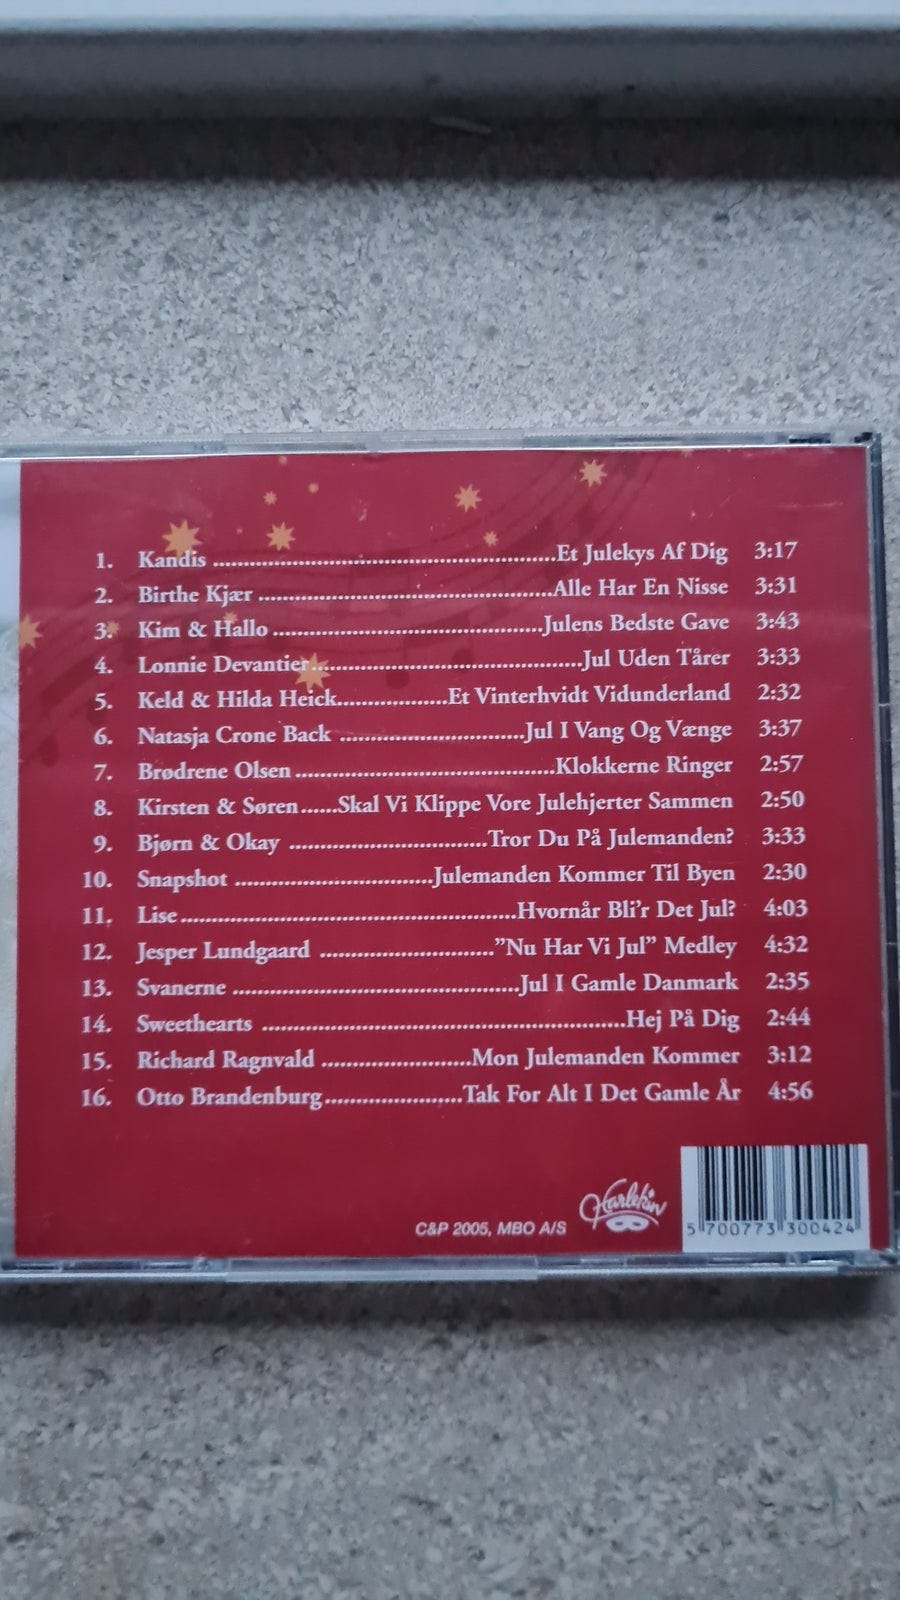 1. Kandis ........Et Julekys Af Dig 3:17
2. Birthe Kjær ........Alle Har En Nisse 3:31
3. Kim & Hallo ........Julens Bedste Gave 3:43
4. Lonnie Devantier........Jul Uden Tårer 3:33
5. Keld & Hilda Heick........Et Vinterhvidt Vidunderland 2:32
6. Natasja Crone Back ........Jul I Vang Og Vænge 3:37
7. Brødrene Olsen ........Klokkerne Ringer 2:57
8. Kirsten & Søren......Skal Vi Klippe Vore Julehjerter Sammen 2:50
9. Bjørn & Okay ........Tror Du På Julemanden? 3:33
10. Snapshot ........Julemanden Kommer Til Byen 2:30
11. Lise........Hvornår Bli'r Det Jul? 4:03
12. Jesper Lundgaard ........”Nu Har Vi Jul” Medley 4:32
13. Svanerne ........Jul I Gamle Danmark 2:35
14. Sweethearts ........Hej På Dig 2:44
15. Richard Ragnvald ........Mon Julemanden Kommer 3:12
16. Otto Brandenburg........Tak For Alt I Det Gamle År 4:56
C&P 2005, MBO A/S Harlekin
5 700773 300424